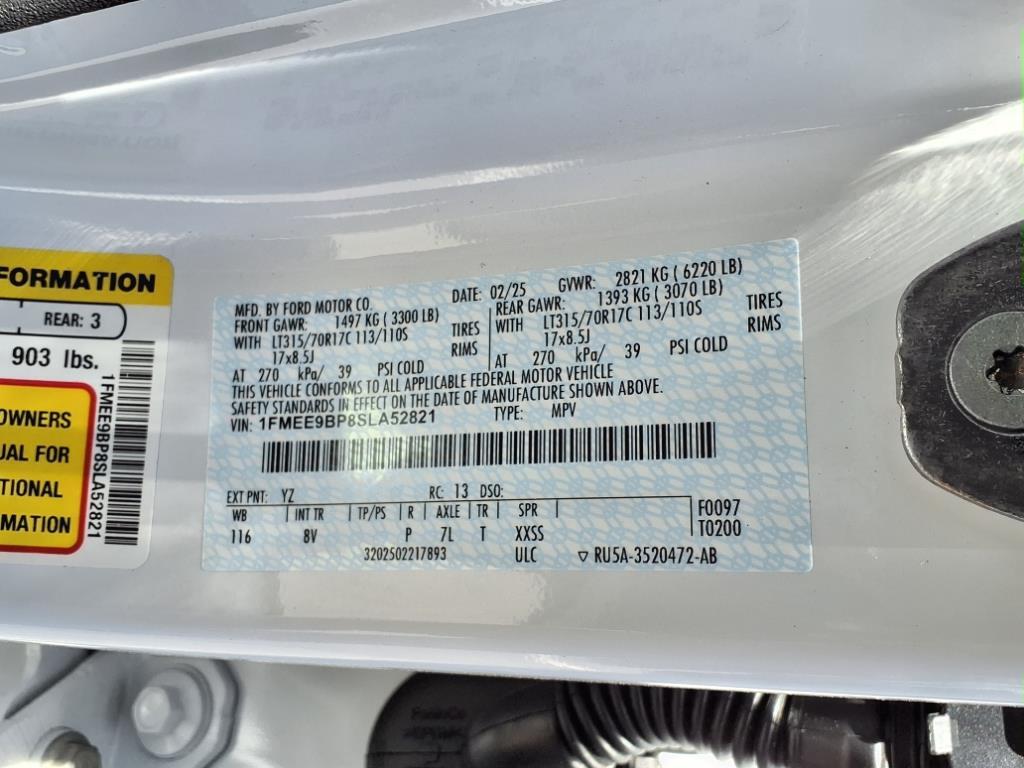 FORMATION
REAR: 3
903 lbs.
1FMEE9BP8SLA52821
OWNERS
UAL FOR
TIONAL
RMATION
MFD. BY FORD MOTOR CO. DATE: 02/25 GVWR: 2821 KG ( 6220 LB)
FRONT GAWR: 1497 KG ( 3300 LB) REAR GAWR: 1393 KG ( 3070 LB)
WITH LT315/70R17C 113/110S TIRES WITH LT315/70R17C 113/110S TIRES
17x8.5J RIMS 17x8.5J RIMS
AT 270 kPa/ 39 PSI COLD AT 270 kPa/ 39 PSI COLD
THIS VEHICLE CONFORMS TO ALL APPLICABLE FEDERAL MOTOR VEHICLE
SAFETY STANDARDS IN EFFECT ON THE DATE OF MANUFACTURE SHOWN ABOVE.
VIN: 1FMEE9BP8SLA52821 TYPE: MPV
EXT PNT: YZ RC: 13 DSO:
WB INT TR TP/PS R AXLE TR SPR F0097
116 8V P 7L T XXSS T0200
3202502217893 ULC ▽ RU5A-3520472-AB